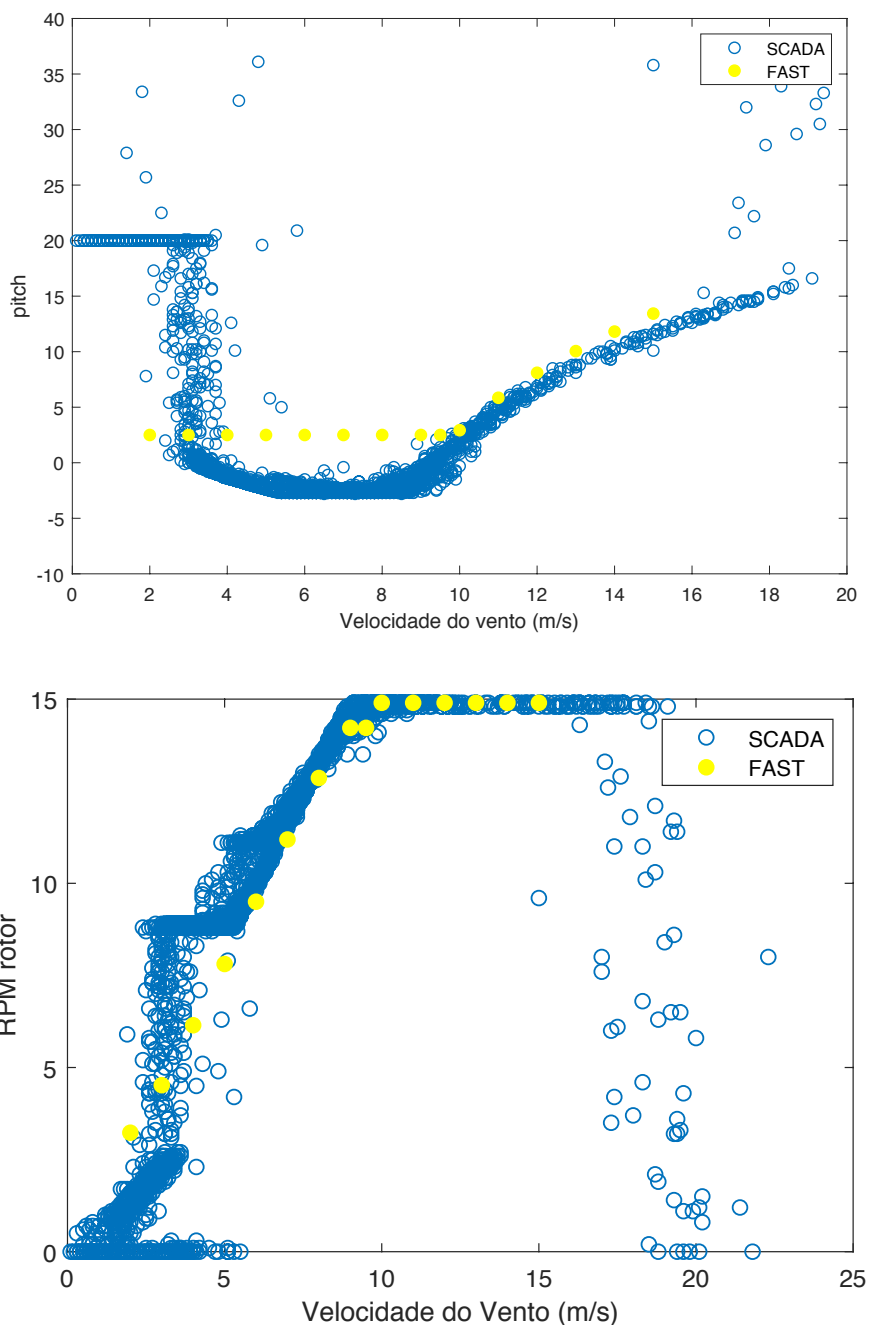 40
35
30
25
20
15
10
5
0
-5
-10
pitch
SCADA
FAST
2 4 6 8 10 12 14 16 18 20
0
Velocidade do vento (m/s)
15
10
5
0
RPM rotor
SCADA
FAST
0 5 10 15 20 25
Velocidade do Vento (m/s)